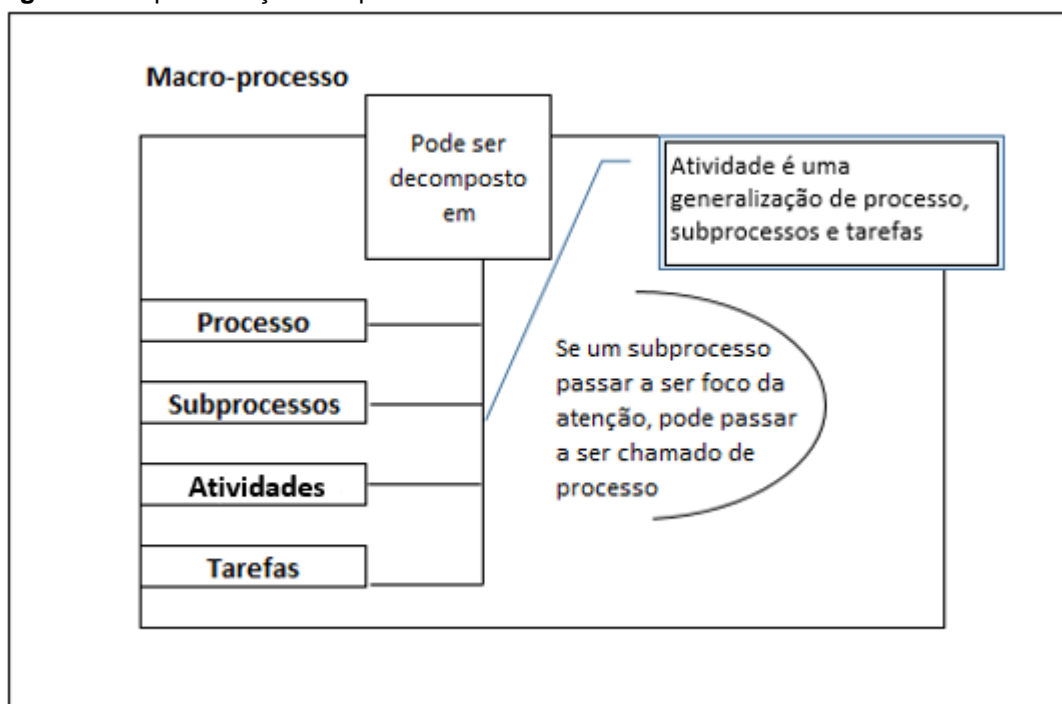 Macro-processo
Pode ser
decomposto
em
Atividade é uma
generalização de processo,
subprocessos e tarefas
Processo
Subprocessos
Atividades
Tarefas
Se um subprocesso
passar a ser foco da
atenção, pode passar
a ser chamado de
processo